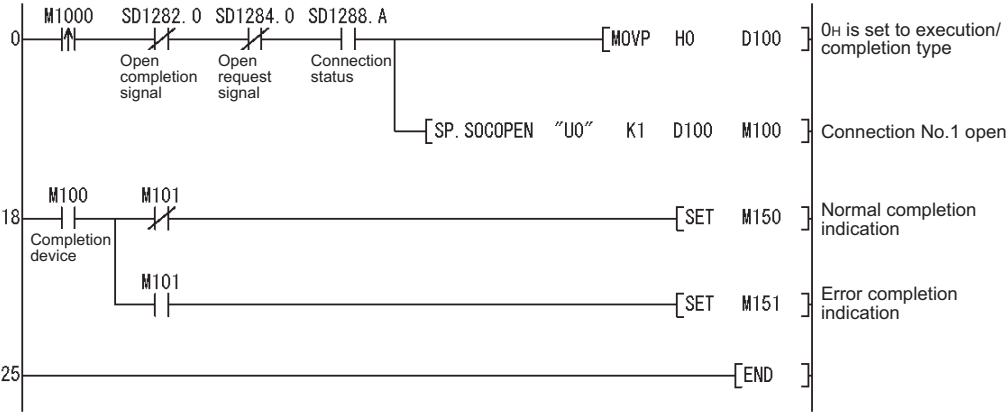 M1000 SD1282.0 SD1284.0 SD1288.A
0 [MOVP H0 D100 ] 0H is set to execution/
completion type
Open
completion
signal
Open
request
signal
Connection
status
[SP.SOCOPEN "U0" K1 D100 M100 ] Connection No.1 open
M100 M101
18 [SET M150 ] Normal completion
indication
Completion
device
M101
[SET M151 ] Error completion
indication
25 [END ]